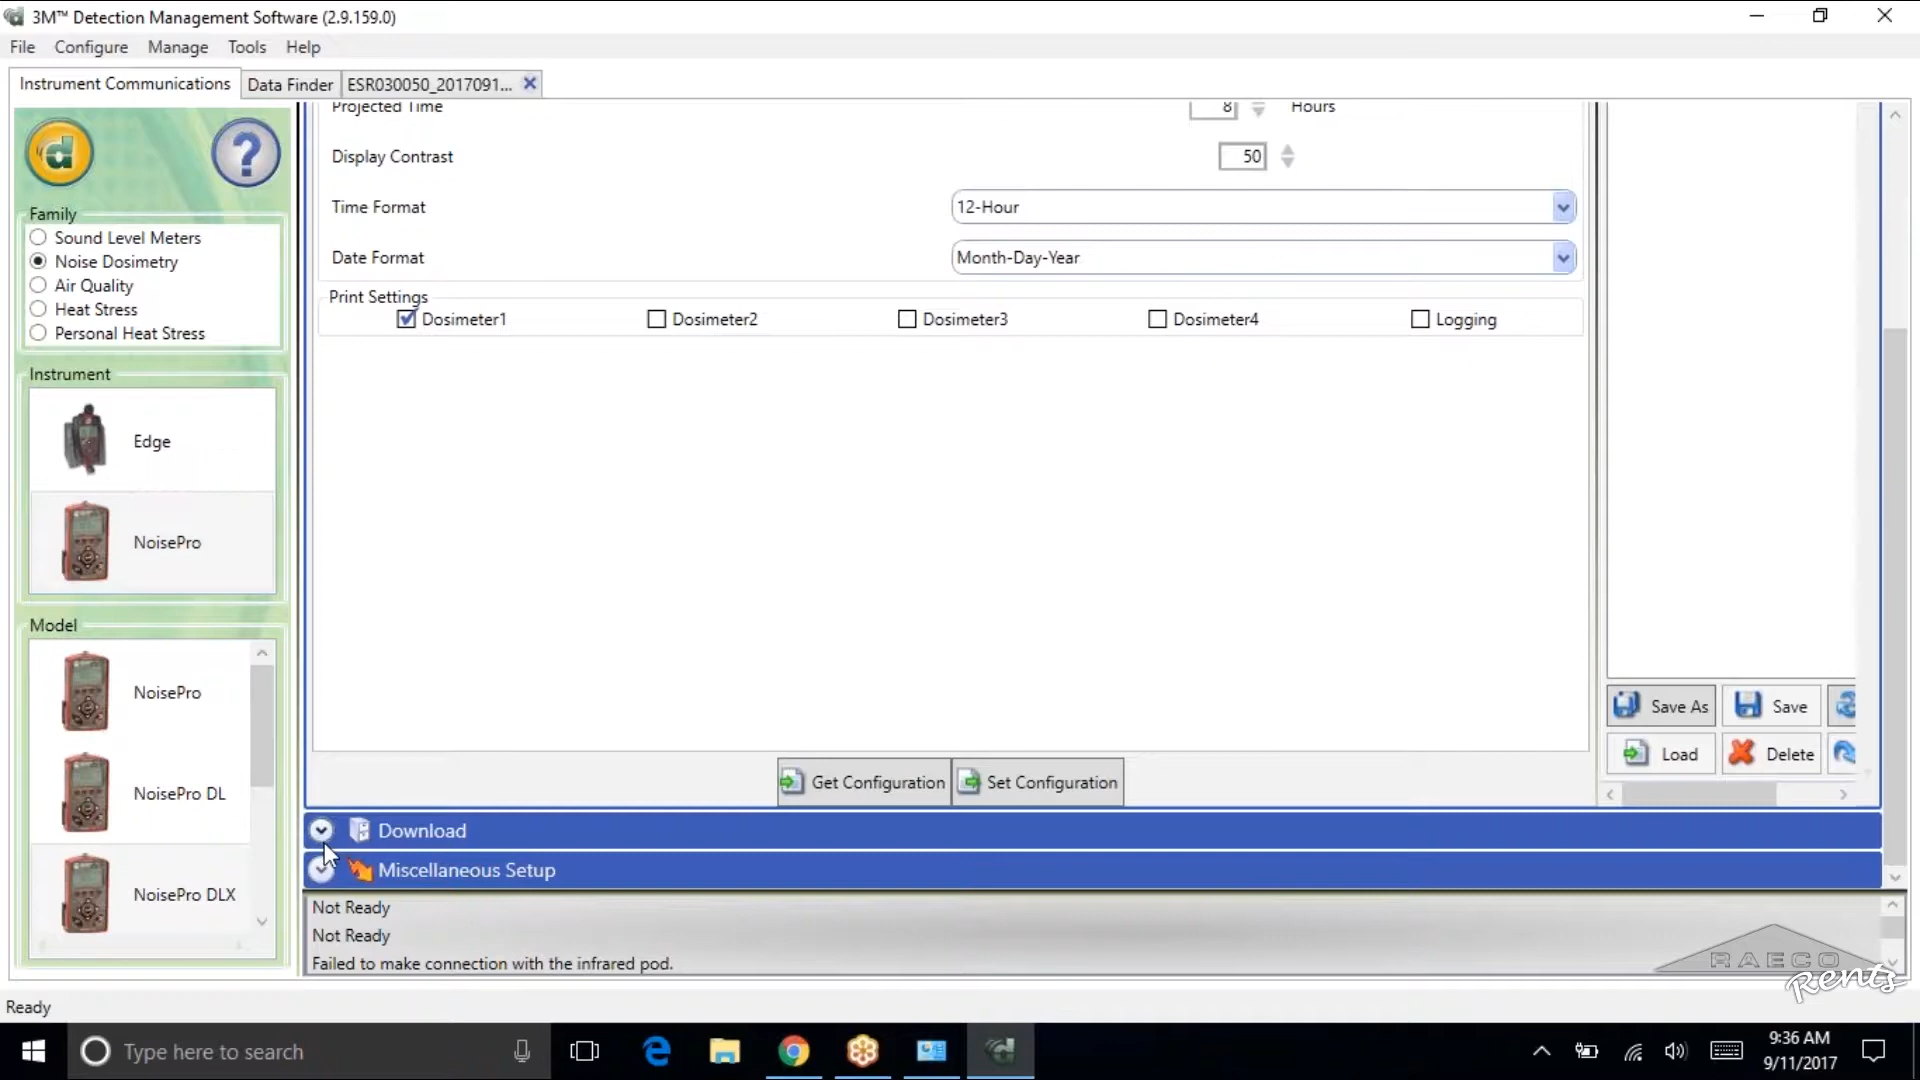 3M™ Detection Management Software (2.9.159.0)
File Configure Manage Tools Help
Instrument Communications Data Finder ESR030050_2017091...
Projected Time 8 Hours
Display Contrast 50
Time Format 12-Hour
Date Format Month-Day-Year
Print Settings
Dosimeter1 Dosimeter2 Dosimeter3 Dosimeter4 Logging
Family
Sound Level Meters
Noise Dosimetry
Air Quality
Heat Stress
Personal Heat Stress
Instrument
Edge
NoisePro
Model
NoisePro
NoisePro DL
NoisePro DLX
Save As Save
Load Delete
Get Configuration Set Configuration
Download
Miscellaneous Setup
Not Ready
Not Ready
Failed to make connection with the infrared pod.
RAECO
Rents
Ready
Type here to search
9:36 AM
9/11/2017